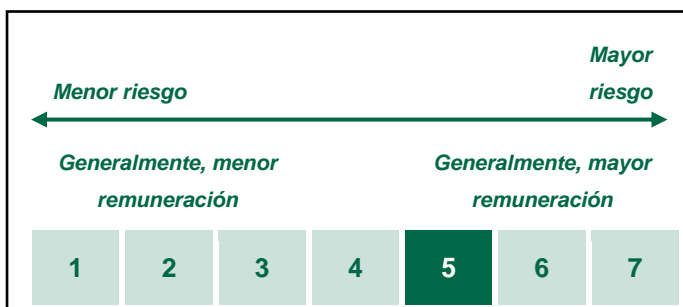 Mayor
Menor riesgo riesgo
Generalmente, menor Generalmente, mayor
remuneración remuneración
1 2 3 4 5 6 7